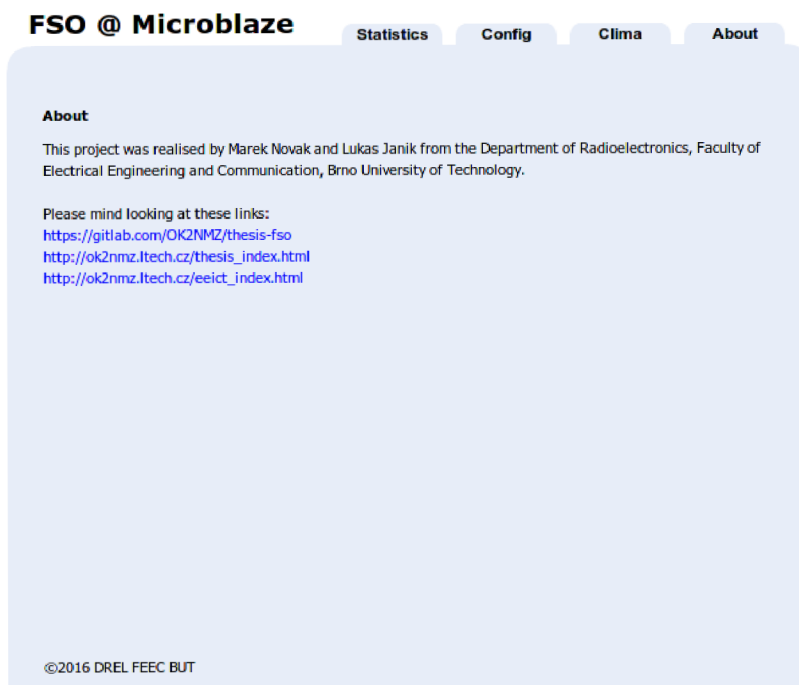 FSO @ Microblaze
Statistics Config Clima About
About
This project was realised by Marek Novak and Lukas Janik from the Department of Radioelectronics, Faculty of
Electrical Engineering and Communication, Brno University of Technology.
Please mind looking at these links:
https://gitlab.com/OK2NMZ/thesis-fso
http://ok2nmz.ltech.cz/thesis_index.html
http://ok2nmz.ltech.cz/eeict_index.html
©2016 DREL FEEC BUT